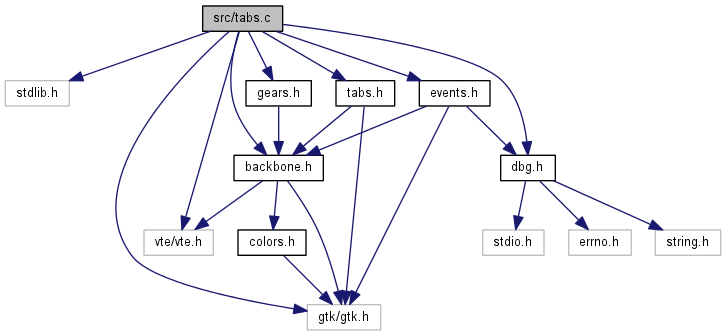 src/tabs.c
stdlib.h
gears.h
tabs.h
events.h
backbone.h
dbg.h
vte/vte.h
colors.h
stdio.h
errno.h
string.h
gtk/gtk.h